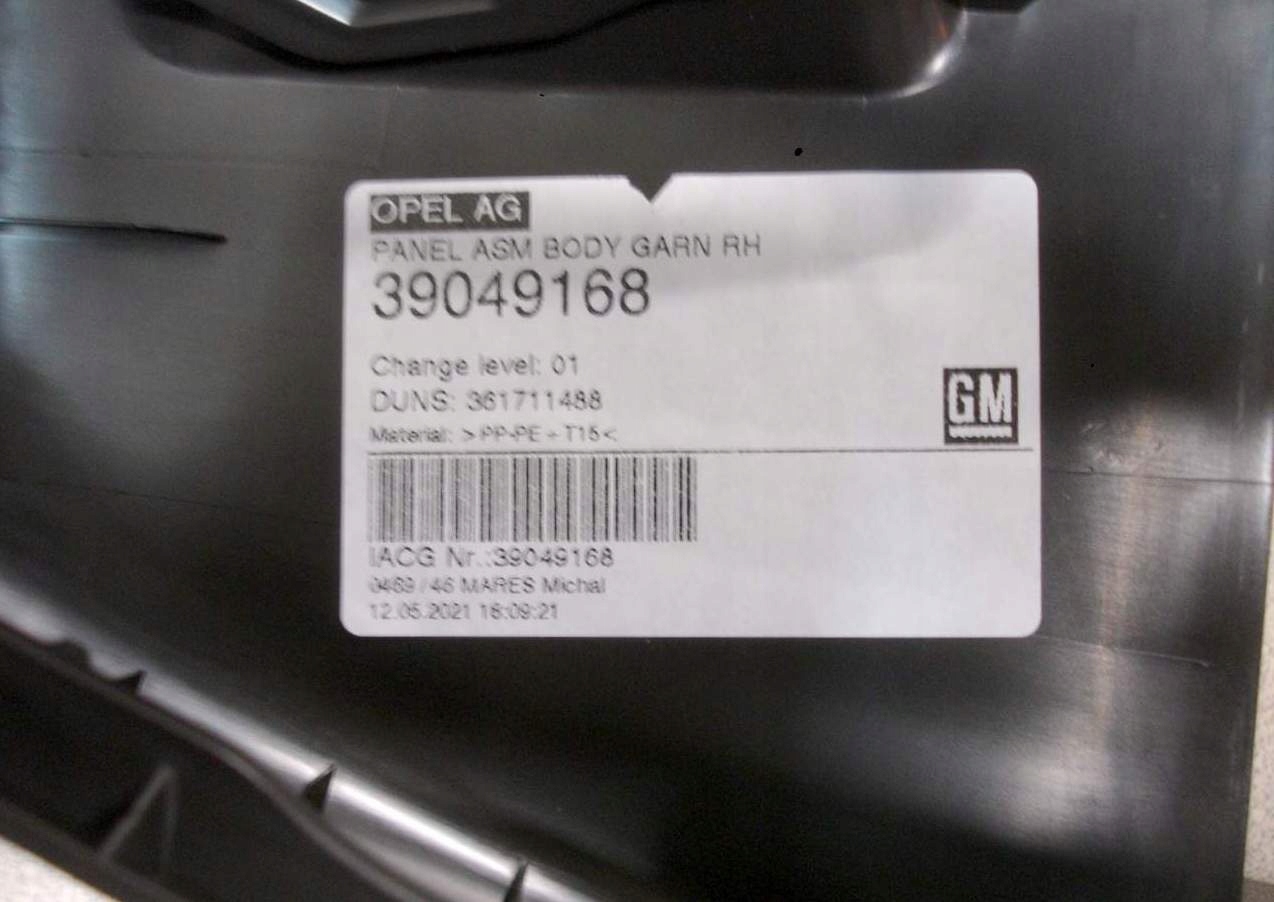 OPEL AG
PANEL ASM BODY GARN RH
39049168
Change level: 01
DUNS: 361711488
Material: >PP-PE+T15<
GM
IACG Nr.:39049168
0469 / 46 MARES Michal
12.05.2021 16:09:21